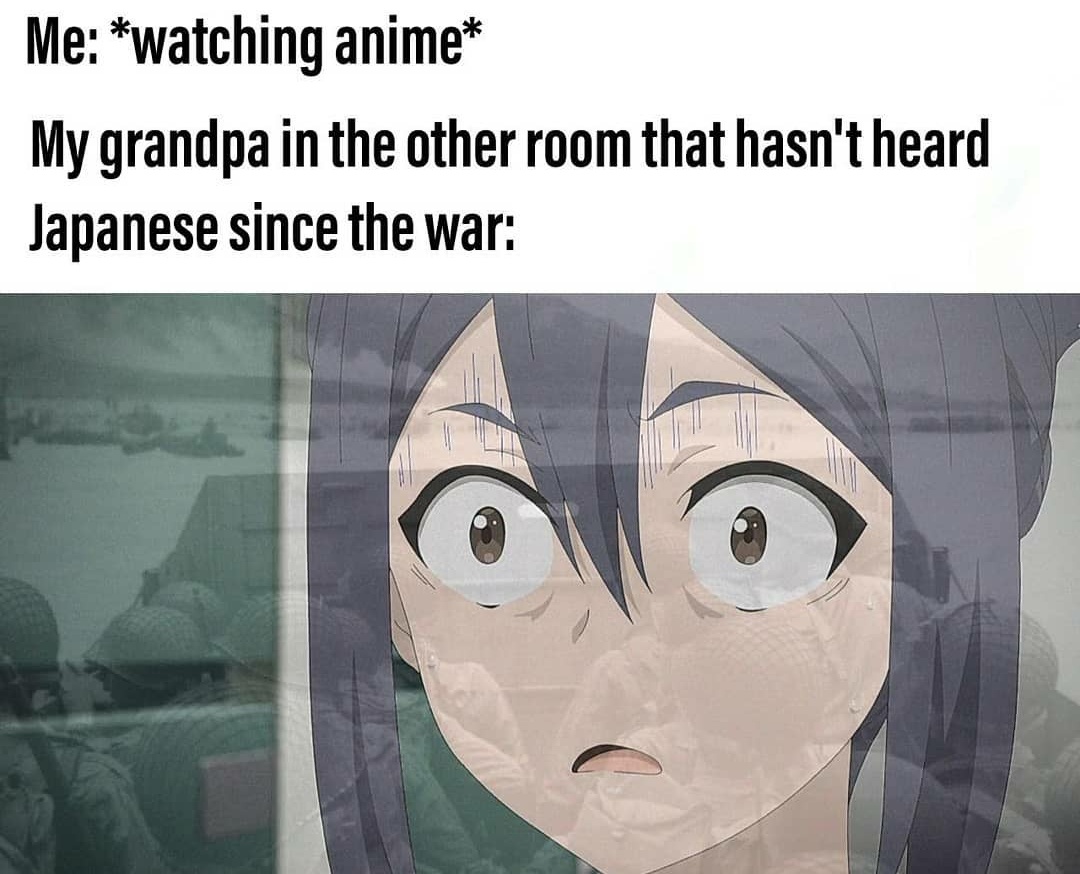 Me: *watching anime*
My grandpa in the other room that hasn't heard
Japanese since the war: